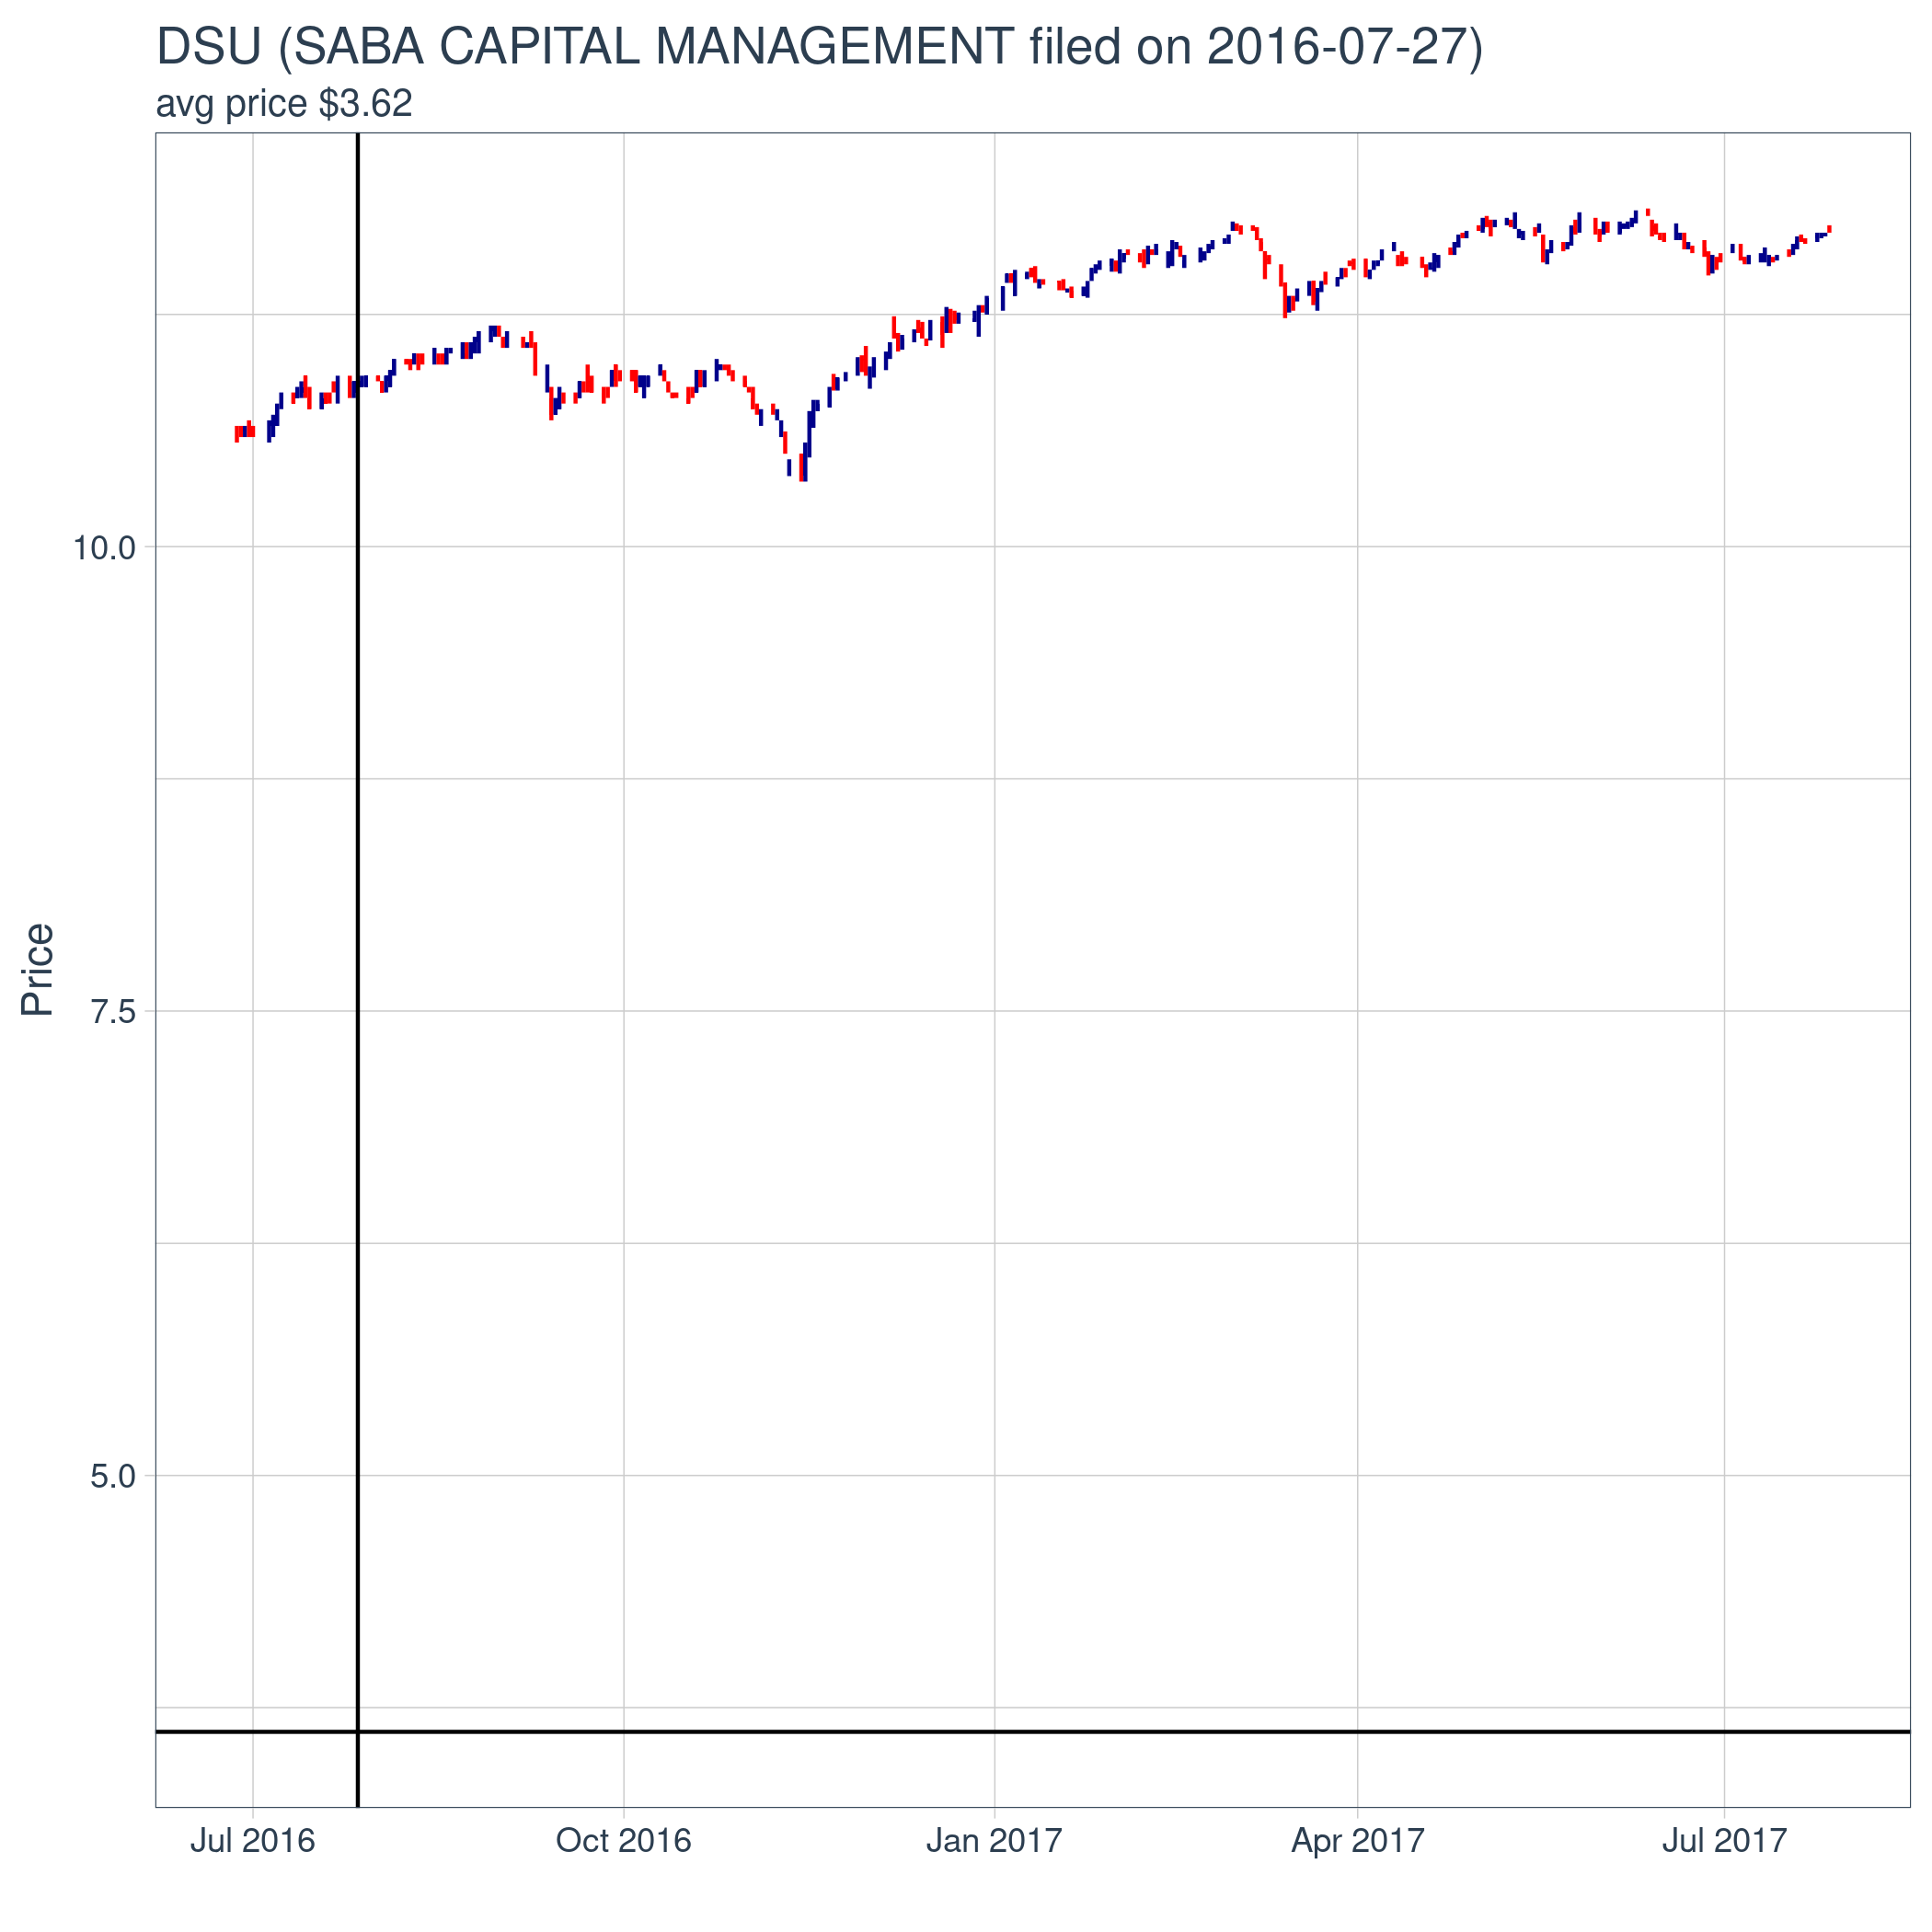 DSU (SABA CAPITAL MANAGEMENT filed on 2016-07-27)
avg price $3.62
10.0
7.5
5.0
Price
Jul 2016
Oct 2016
Jan 2017
Apr 2017
Jul 2017